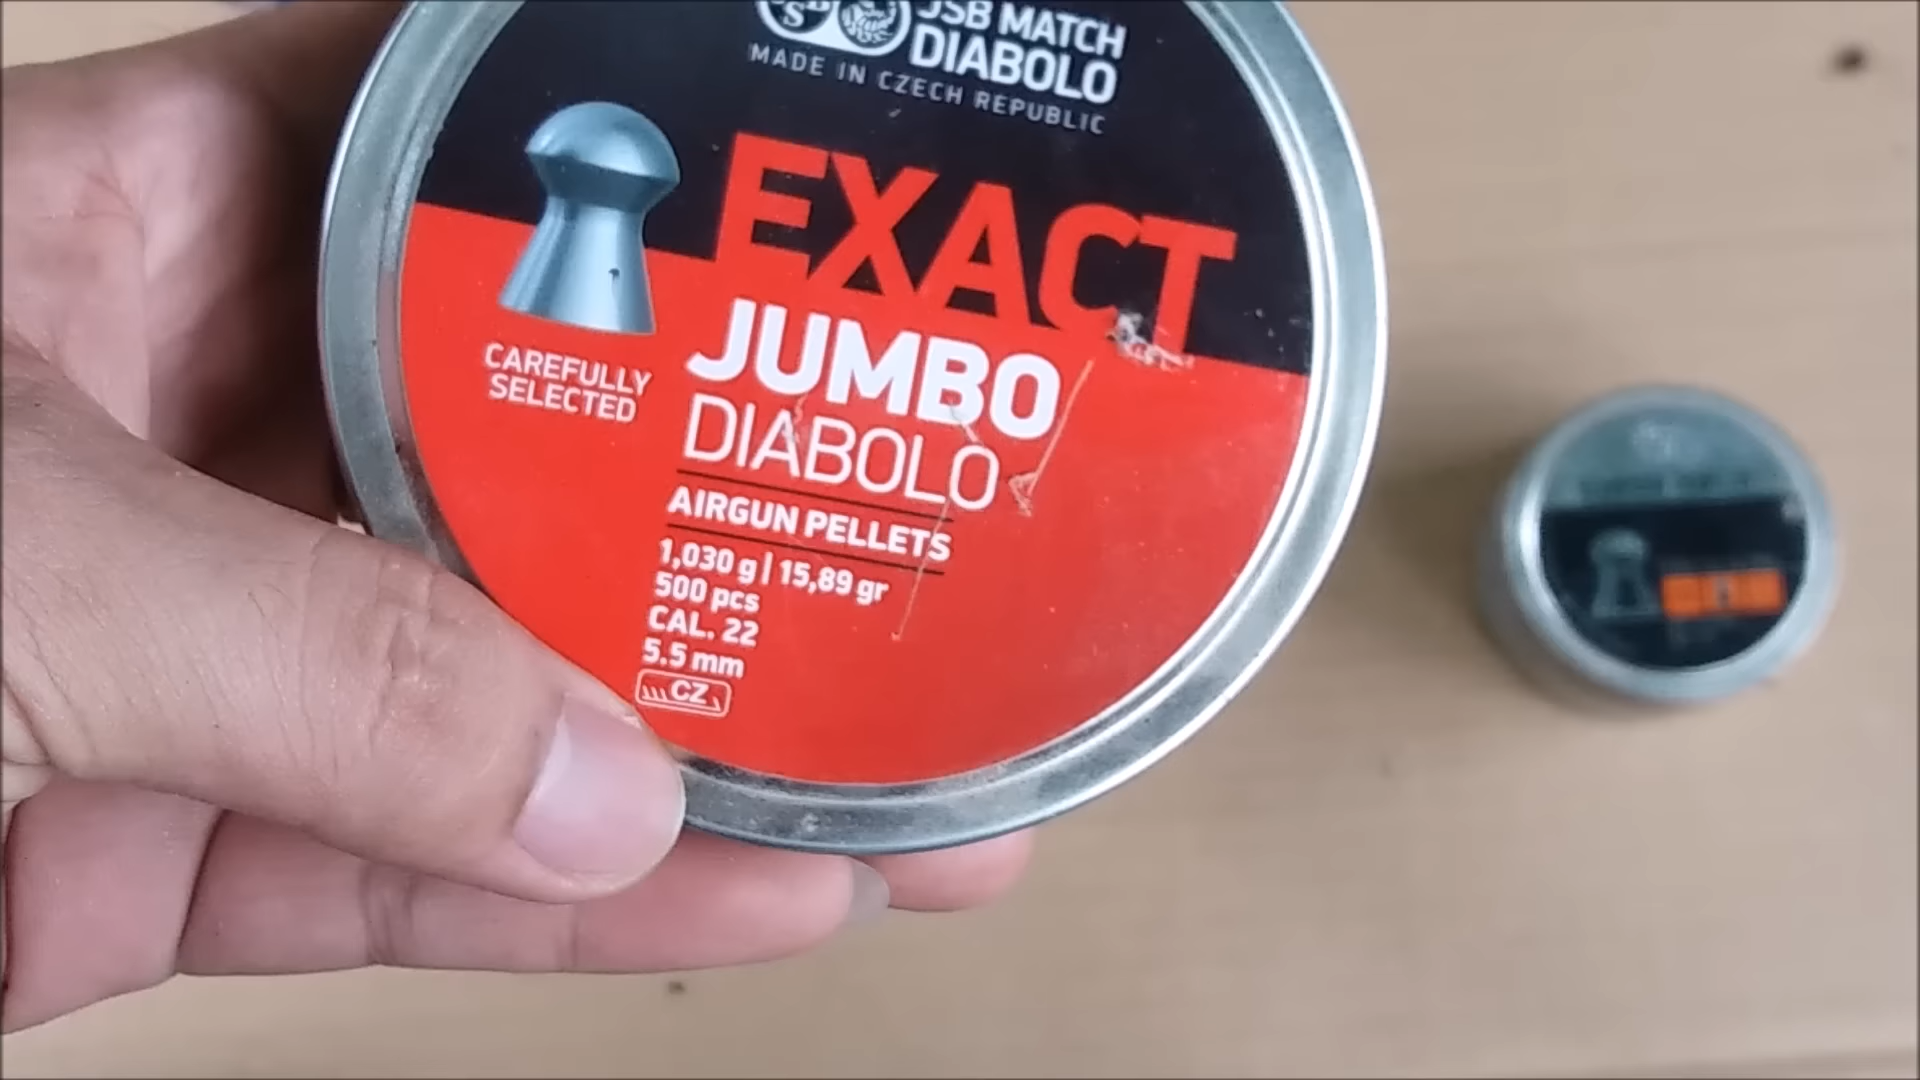 JSB
JSB MATCH
DIABOLO
MADE IN CZECH REPUBLIC
EXACT
JUMBO
DIABOLO
CAREFULLY
SELECTED
AIRGUN PELLETS
1,030 g | 15,89 gr
500 pcs
CAL. 22
5.5 mm
CZ